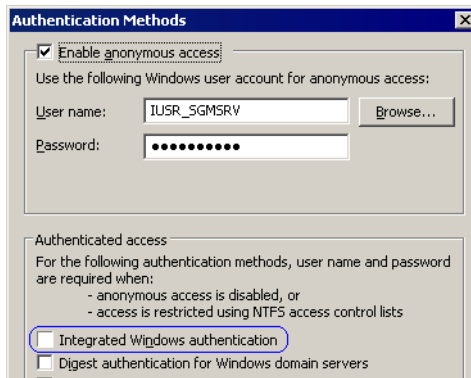 Authentication Methods
Enable anonymous access
Use the following Windows user account for anonymous access:
User name: IUSR_SGMSRV Browse...
Password: ●●●●●●●●●●
Authenticated access
For the following authentication methods, user name and password
are required when:
- anonymous access is disabled, or
- access is restricted using NTFS access control lists
Integrated Windows authentication
Digest authentication for Windows domain servers